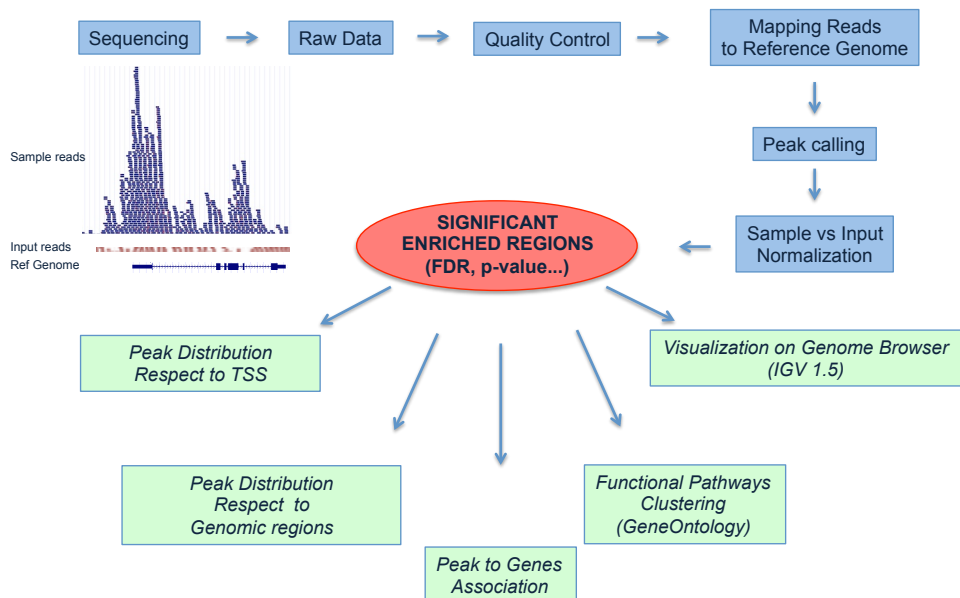 Sequencing
Raw Data
Quality Control
Mapping Reads
to Reference Genome
Sample reads
Peak calling
Input reads
Ref Genome
SIGNIFICANT
ENRICHED REGIONS
(FDR, p-value...)
Sample vs Input
Normalization
Peak Distribution
Respect to TSS
Visualization on Genome Browser
(IGV 1.5)
Peak Distribution
Respect to
Genomic regions
Functional Pathways
Clustering
(GeneOntology)
Peak to Genes
Association